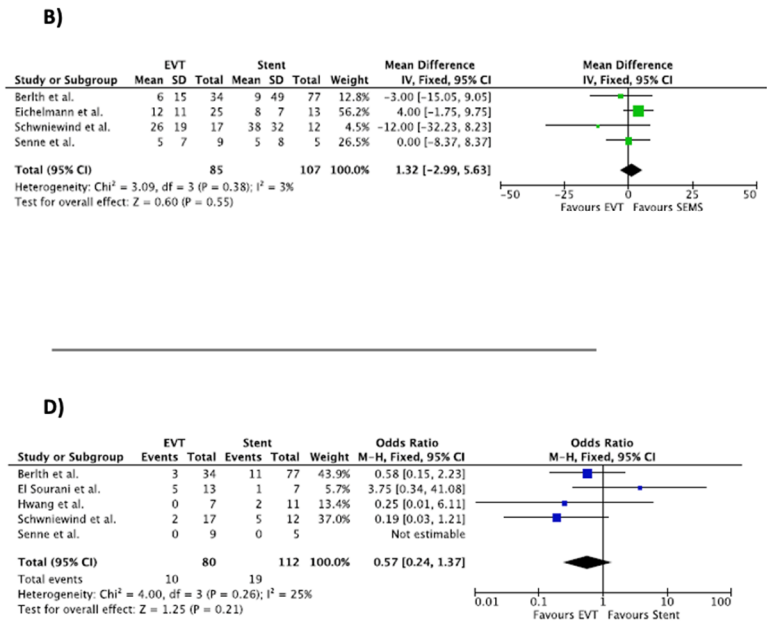 B)
EVT Stent Mean Difference Mean Difference
Study or Subgroup Mean SD Total Mean SD Total Weight IV, Fixed, 95% CI IV, Fixed, 95% CI
Berlth et al. 6 15 34 9 49 77 12.8% -3.00 [-15.05, 9.05]
Eichelmann et al. 12 11 25 8 7 13 56.2% 4.00 [-1.75, 9.75]
Schwniewind et al. 26 19 17 38 32 12 4.5% -12.00 [-32.23, 8.23]
Senne et al. 5 7 9 5 8 5 26.5% 0.00 [-8.37, 8.37]
Total (95% CI) 85 107 100.0% 1.32 [-2.99, 5.63]
Heterogeneity: Chi² = 3.09, df = 3 (P = 0.38); I² = 3%
Test for overall effect: Z = 0.60 (P = 0.55)
-50 -25 0 25 50
Favours EVT Favours SEMS
D)
EVT Stent Odds Ratio Odds Ratio
Study or Subgroup Events Total Events Total Weight M-H, Fixed, 95% CI M-H, Fixed, 95% CI
Berlth et al. 3 34 11 77 43.9% 0.58 [0.15, 2.23]
El Sourani et al. 5 13 1 7 5.7% 3.75 [0.34, 41.08]
Hwang et al. 0 7 2 11 13.4% 0.25 [0.01, 6.11]
Schwniewind et al. 2 17 5 12 37.0% 0.19 [0.03, 1.21]
Senne et al. 0 9 0 5 Not estimable
Total (95% CI) 80 112 100.0% 0.57 [0.24, 1.37]
Total events 10 19
Heterogeneity: Chi² = 4.00, df = 3 (P = 0.26); I² = 25%
Test for overall effect: Z = 1.25 (P = 0.21)
0.01 0.1 1 10 100
Favours EVT Favours Stent